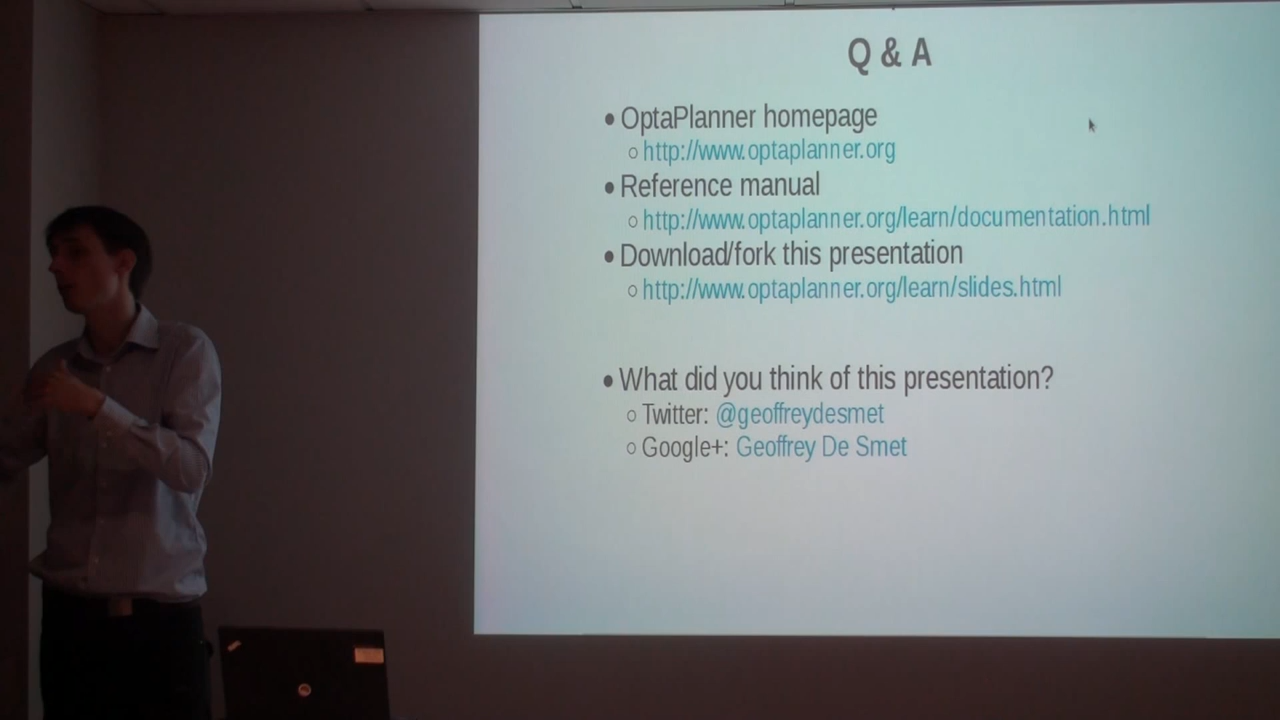 Q & A
• OptaPlanner homepage
○ http://www.optaplanner.org
• Reference manual
○ http://www.optaplanner.org/learn/documentation.html
• Download/fork this presentation
○ http://www.optaplanner.org/learn/slides.html
• What did you think of this presentation?
○ Twitter: @geoffreydesmet
○ Google+: Geoffrey De Smet